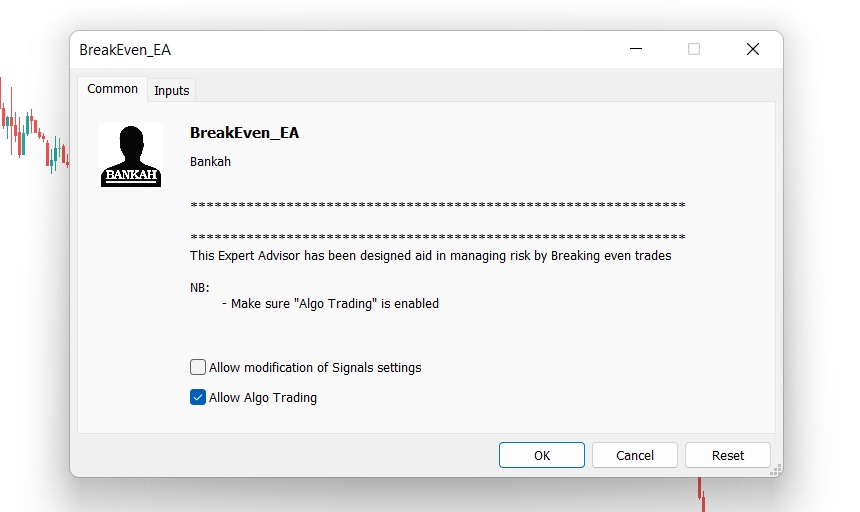 BreakEven_EA
Common Inputs
BreakEven_EA
Bankah
BANKAH
**************************************************************
**************************************************************
This Expert Advisor has been designed aid in managing risk by Breaking even trades
NB:
- Make sure "Algo Trading" is enabled
Allow modification of Signals settings
Allow Algo Trading
OK Cancel Reset